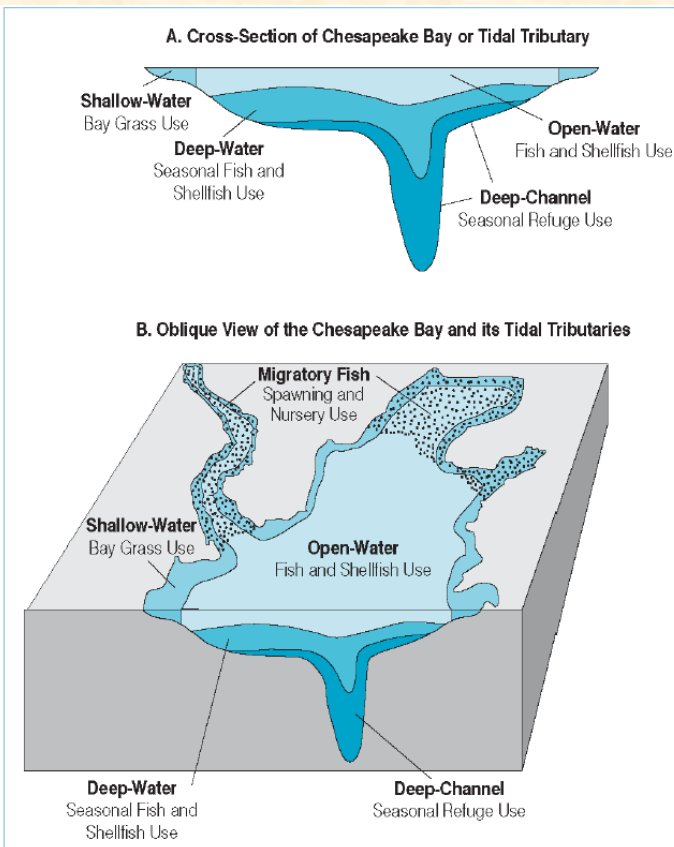 A. Cross-Section of Chesapeake Bay or Tidal Tributary
Shallow-Water
Bay Grass Use
Deep-Water
Seasonal Fish and
Shellfish Use
Open-Water
Fish and Shellfish Use
Deep-Channel
Seasonal Refuge Use
B. Oblique View of the Chesapeake Bay and its Tidal Tributaries
Migratory Fish
Spawning and
Nursery Use
Shallow-Water
Bay Grass Use
Open-Water
Fish and Shellfish Use
Deep-Water
Seasonal Fish and
Shellfish Use
Deep-Channel
Seasonal Refuge Use